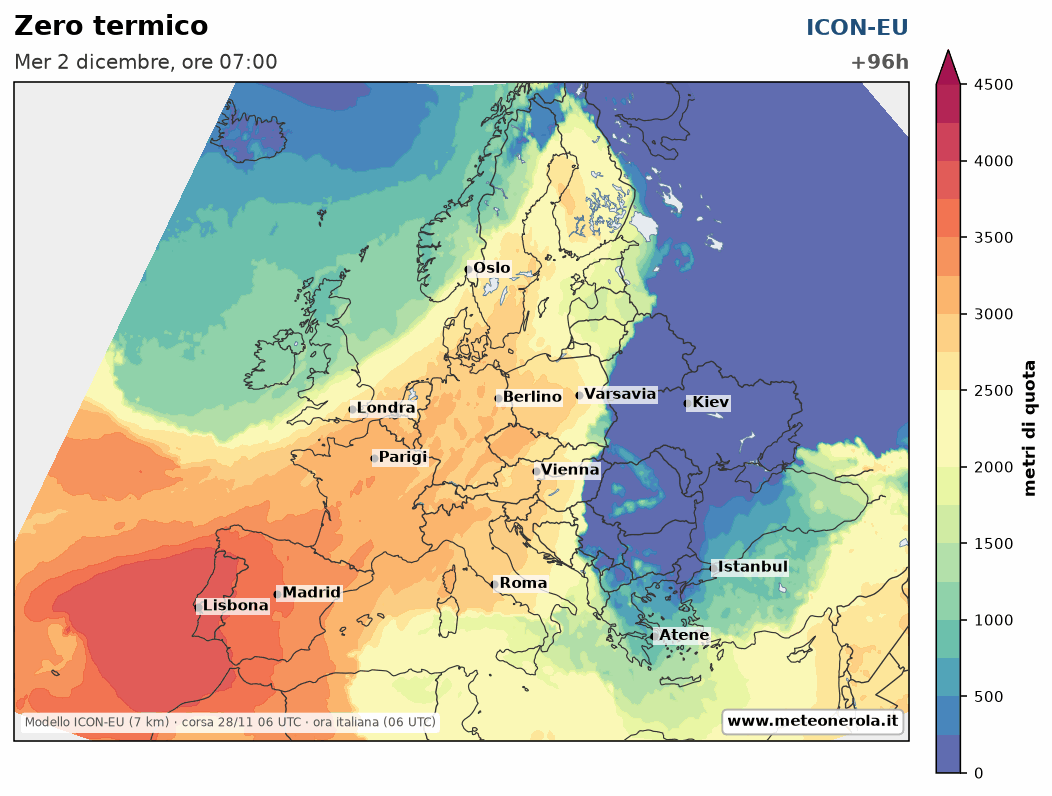 Zero termico
ICON-EU
Mer 2 dicembre, ore 07:00
+96h
4500
4000
3500
3000
2500
2000
1500
1000
500
0
metri di quota
Oslo
Londra
Berlino
Varsavia
Kiev
Parigi
Vienna
Istanbul
Roma
Madrid
Lisbona
Atene
Modello ICON-EU (7 km) · corsa 28/11 06 UTC · ora italiana (06 UTC)
www.meteonerola.it